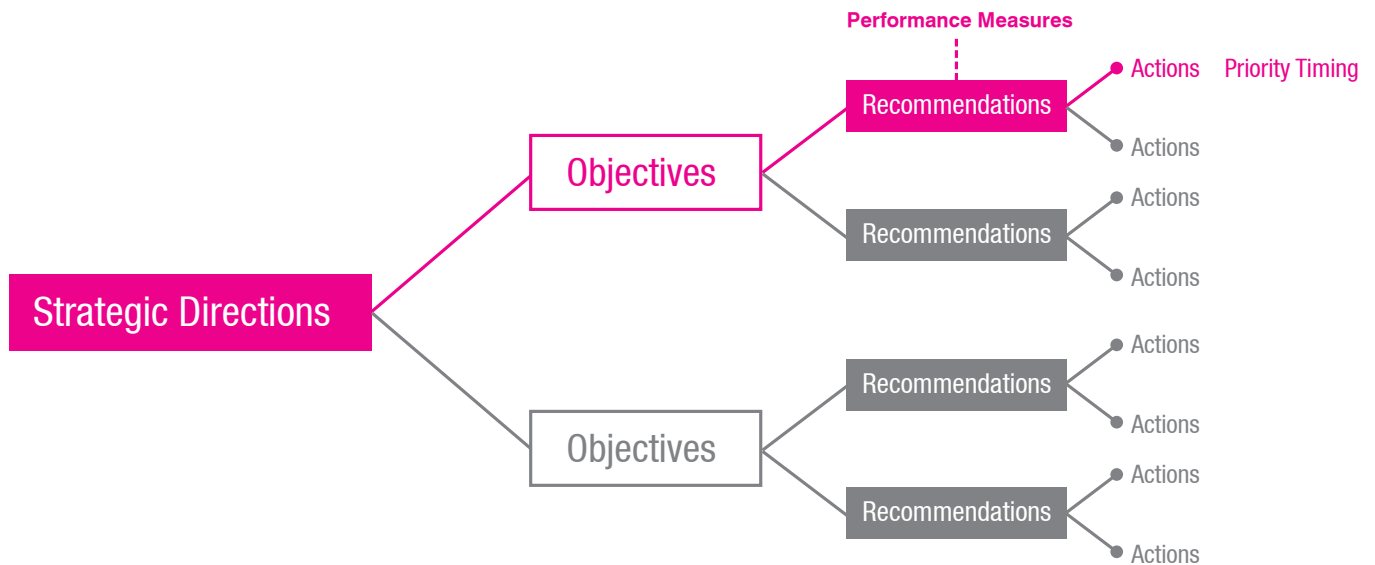 Performance Measures
Actions Priority Timing
Recommendations
Actions
Objectives
Actions
Recommendations
Actions
Strategic Directions
Actions
Recommendations
Actions
Objectives
Actions
Recommendations
Actions